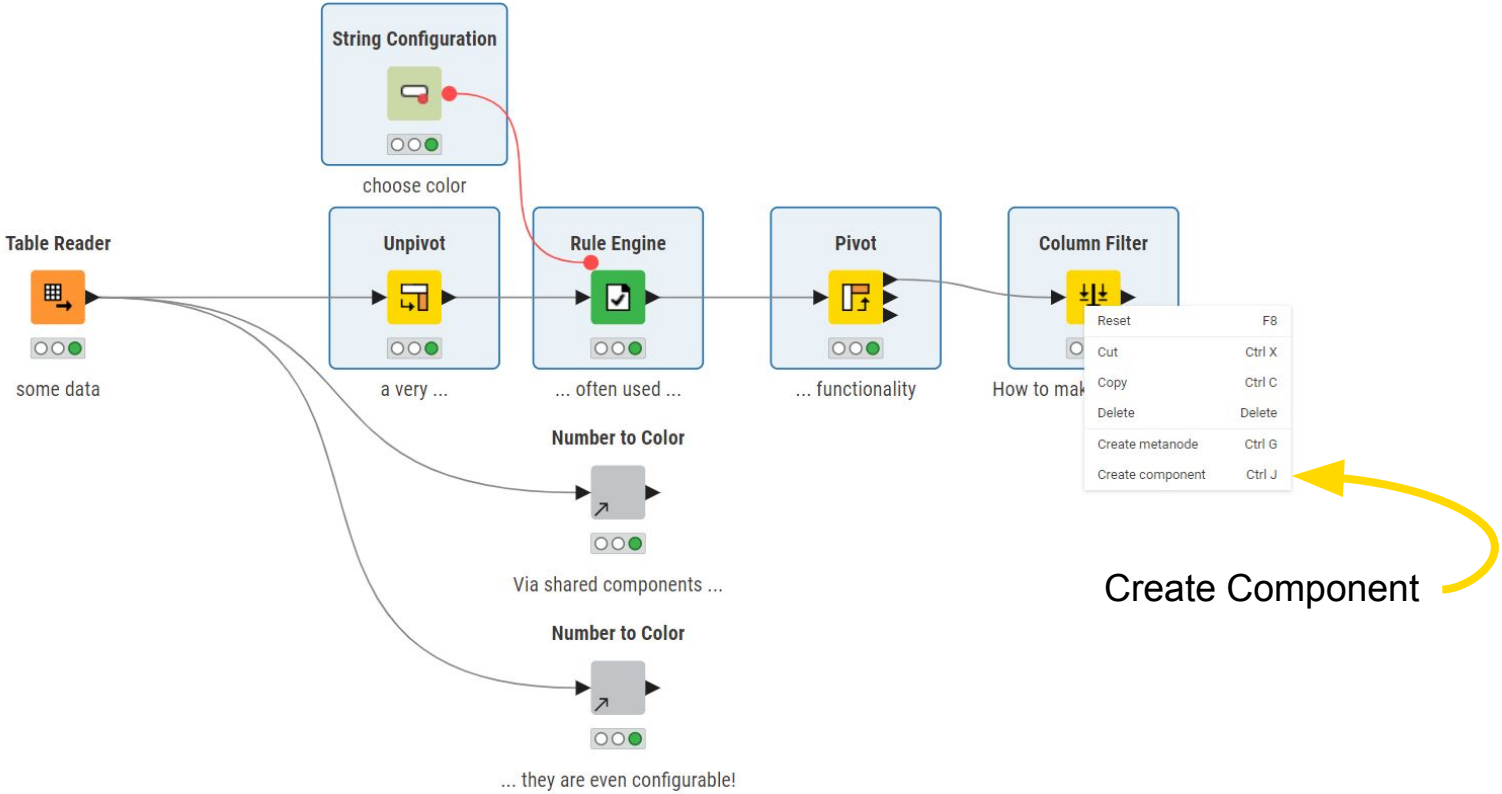 String Configuration
choose color
Table Reader
some data
Unpivot
a very ...
Rule Engine
... often used ...
Pivot
... functionality
Column Filter
How to mak
Reset F8
Cut Ctrl X
Copy Ctrl C
Delete Delete
Create metanode Ctrl G
Create component Ctrl J
Number to Color
Via shared components ...
Create Component
Number to Color
... they are even configurable!